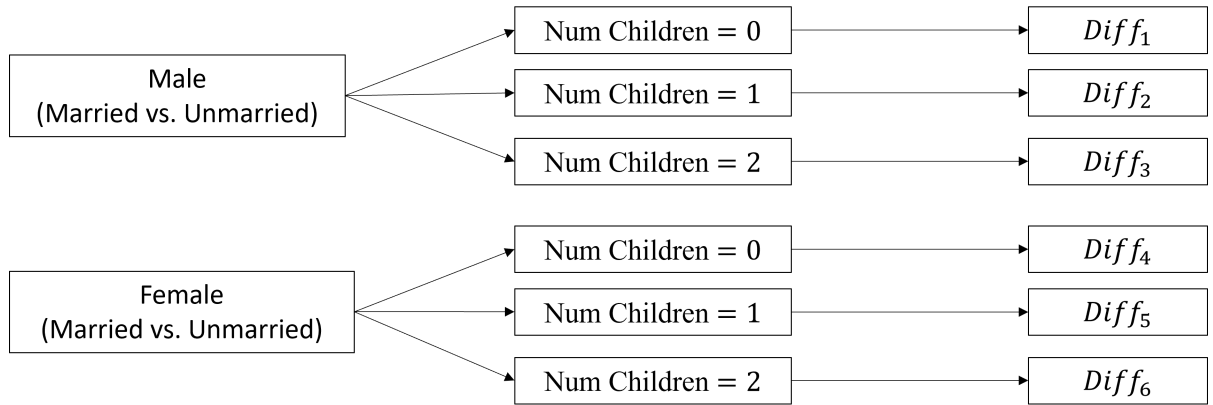 Num Children = 0
Diff₁
Male
(Married vs. Unmarried)
Num Children = 1
Diff₂
Num Children = 2
Diff₃
Num Children = 0
Diff₄
Female
(Married vs. Unmarried)
Num Children = 1
Diff₅
Num Children = 2
Diff₆